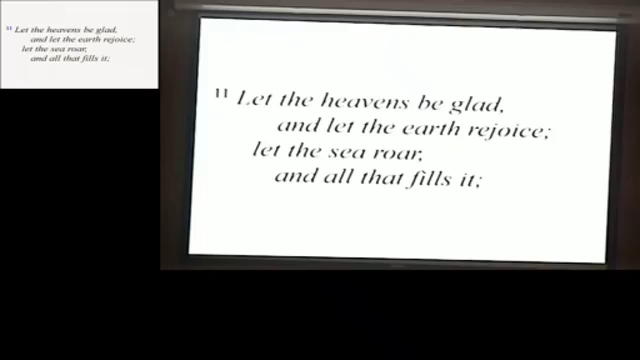 11 Let the heavens be glad,
and let the earth rejoice;
let the sea roar,
and all that fills it;
11 Let the heavens be glad,
and let the earth rejoice;
let the sea roar,
and all that fills it;